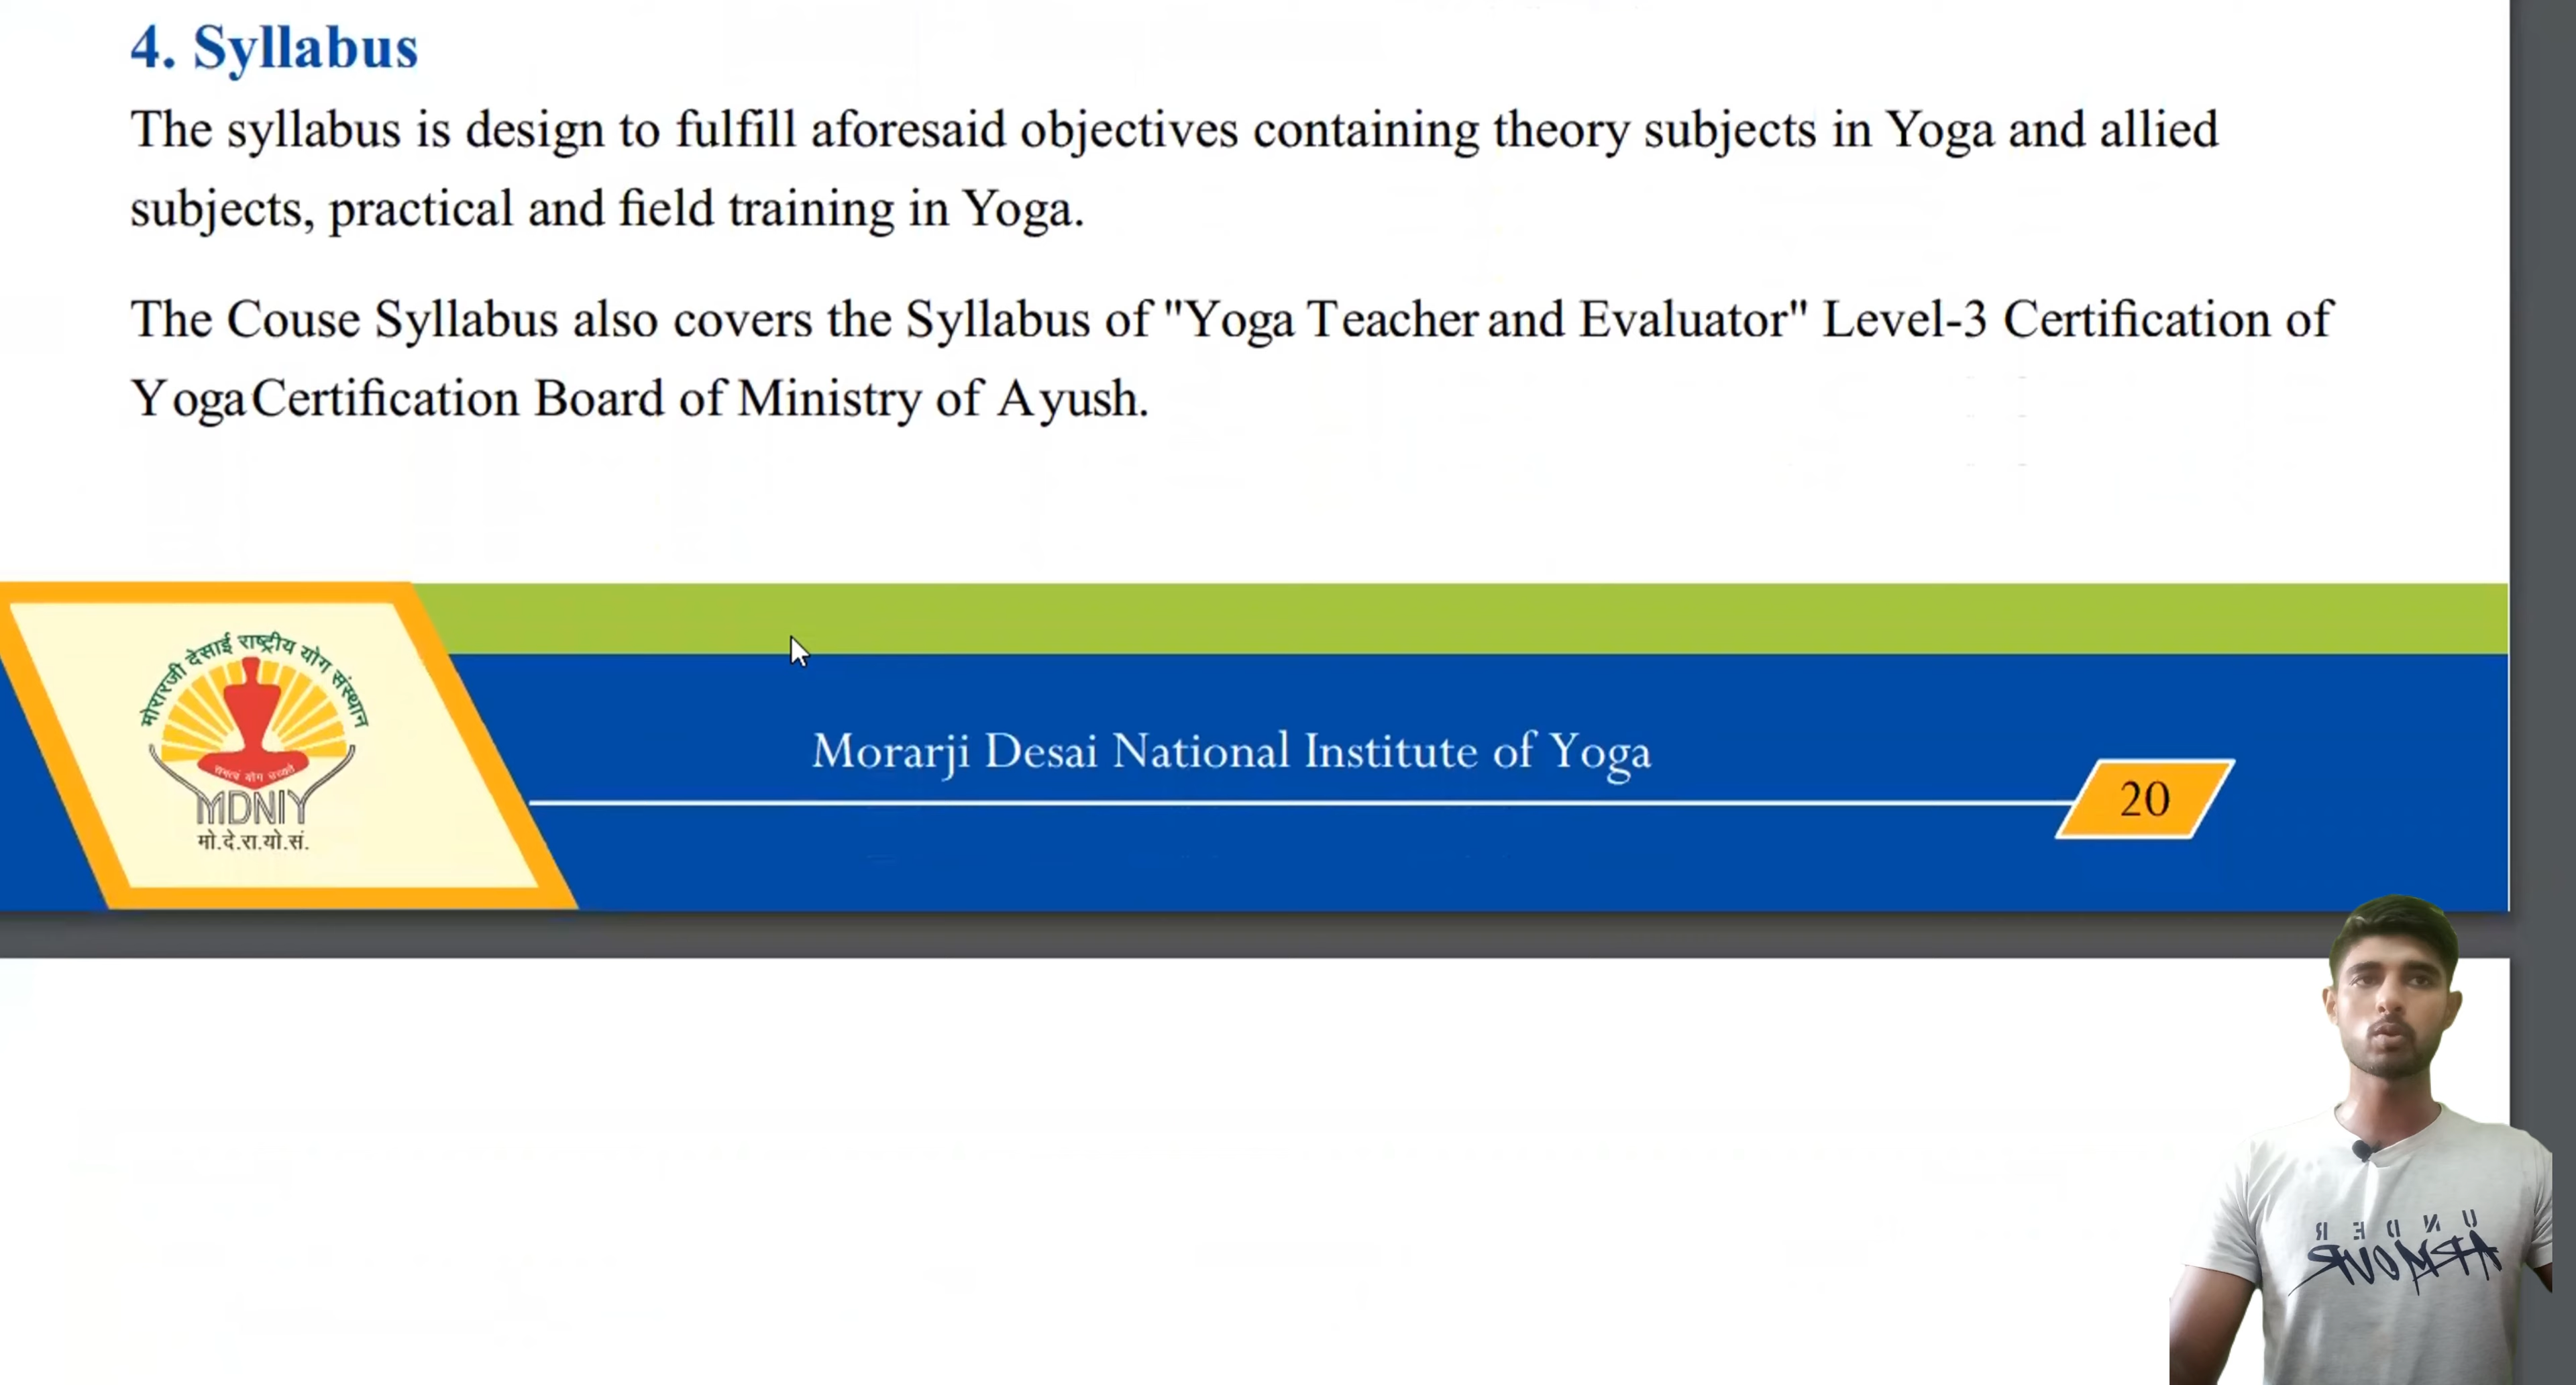 4. Syllabus
The syllabus is design to fulfill aforesaid objectives containing theory subjects in Yoga and allied
subjects, practical and field training in Yoga.
The Couse Syllabus also covers the Syllabus of "Yoga Teacher and Evaluator" Level-3 Certification of
Yoga Certification Board of Ministry of Ayush.
मोरारजी देसाई राष्ट्रीय योग संस्थान
समत्वं योग उच्यते
MDNIY
मो.दे.रा.यो.सं.
Morarji Desai National Institute of Yoga
20
UNDER
ARMOUR